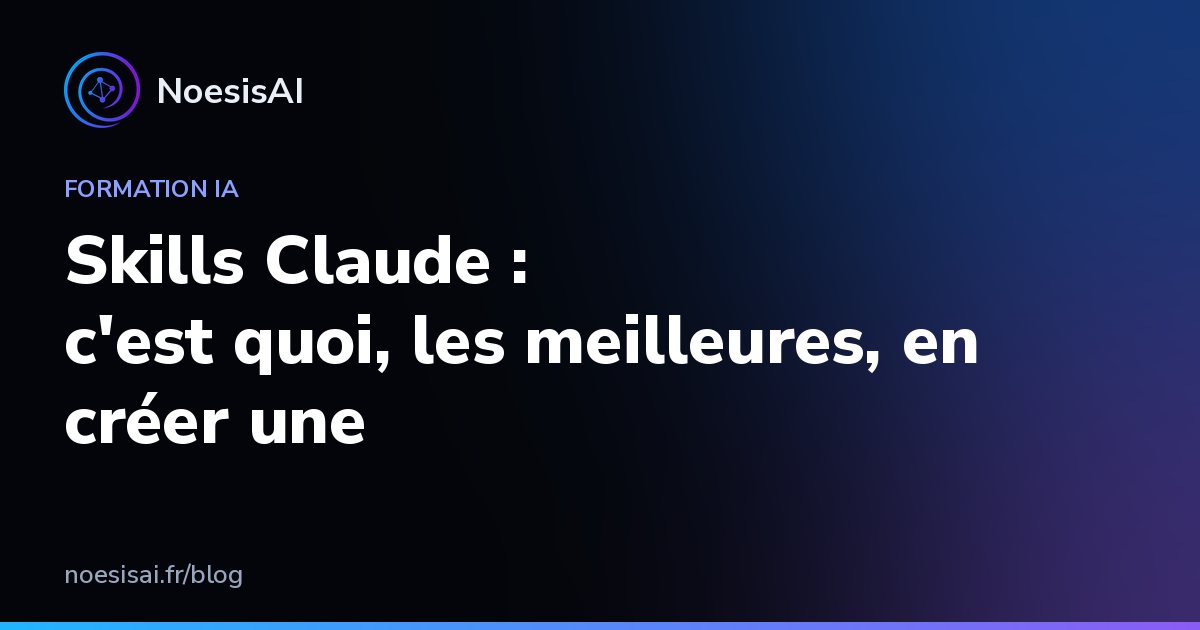 NoesisAI
FORMATION IA
Skills Claude :
c'est quoi, les meilleures, en
créer une
noesisai.fr/blog